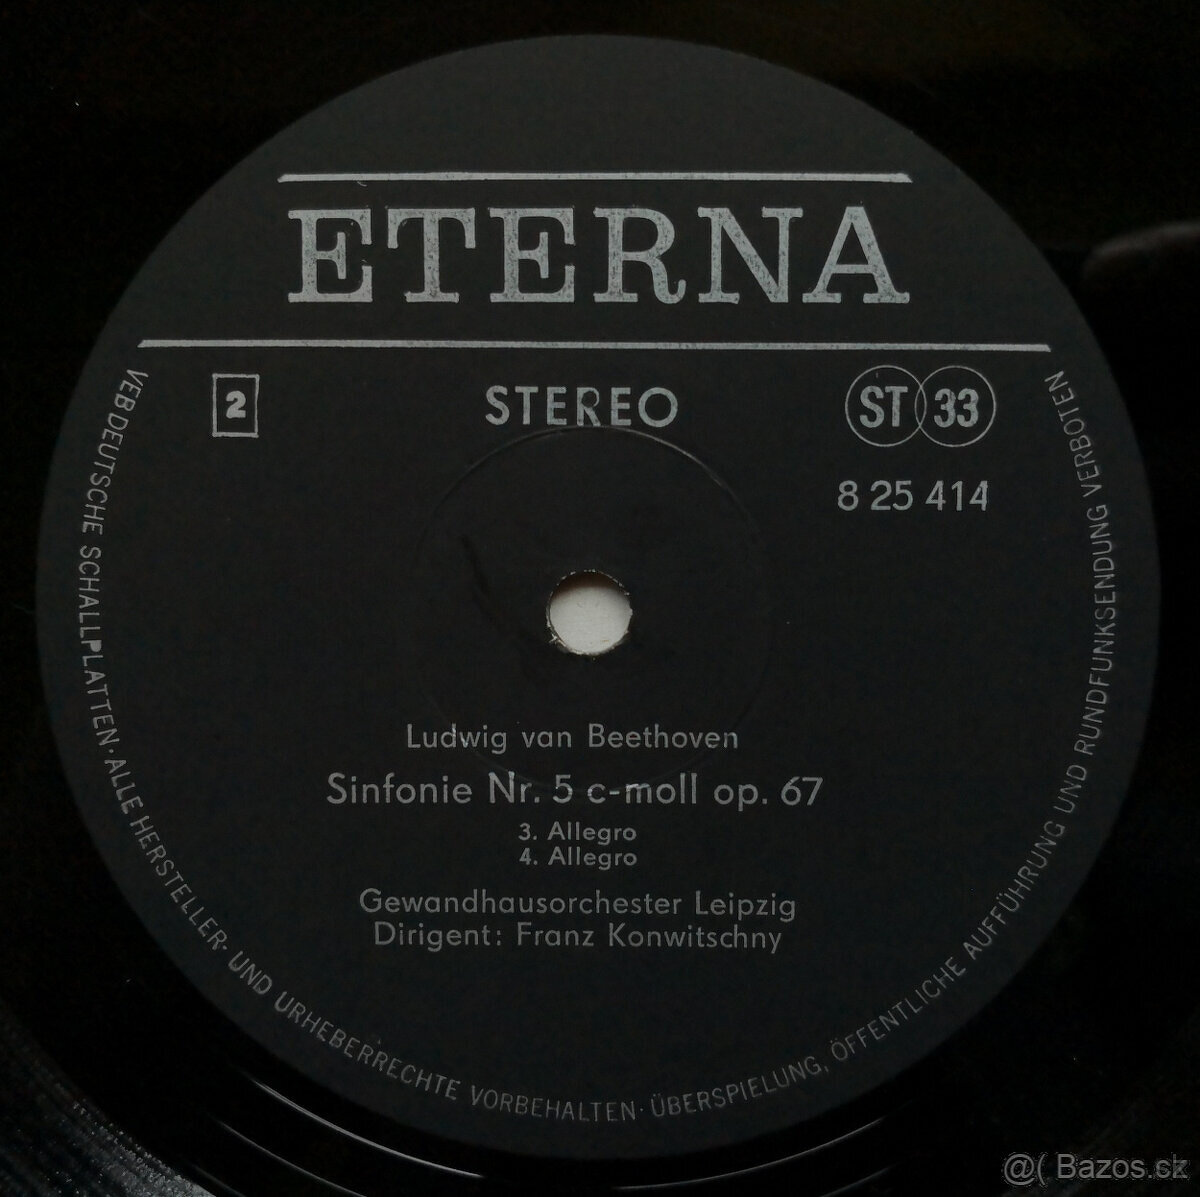 ETERNA
2
STEREO
ST 33
8 25 414
Ludwig van Beethoven
Sinfonie Nr. 5 c-moll op. 67
3. Allegro
4. Allegro
Gewandhausorchester Leipzig
Dirigent: Franz Konwitschny
VEB DEUTSCHE SCHALLPLATTEN · ALLE HERSTELLER- UND URHEBERRECHTE VORBEHALTEN · ÜBERSPIELUNG, ÖFFENTLICHE AUFFÜHRUNG UND RUNDFUNKSENDUNG VERBOTEN
@( Bazos.sk